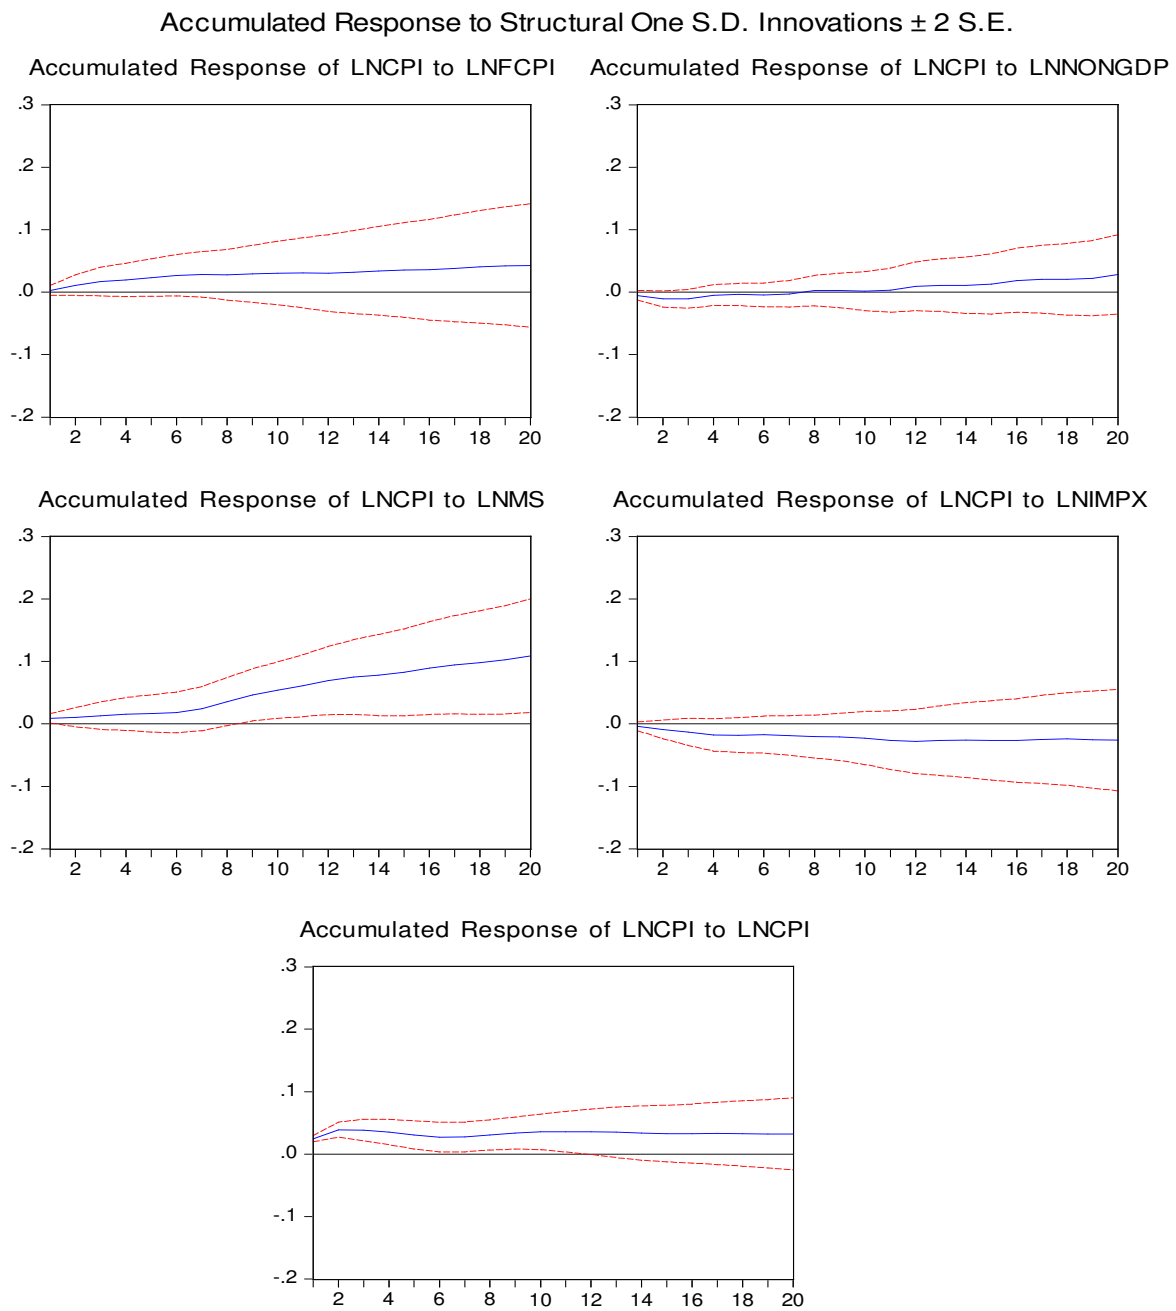 Accumulated Response to Structural One S.D. Innovations ± 2 S.E.
Accumulated Response of LNCPI to LNFCPI
.3
.2
.1
.0
-.1
-.2
2 4 6 8 10 12 14 16 18 20
Accumulated Response of LNCPI to LNNONGDP
.3
.2
.1
.0
-.1
-.2
2 4 6 8 10 12 14 16 18 20
Accumulated Response of LNCPI to LNMS
.3
.2
.1
.0
-.1
-.2
2 4 6 8 10 12 14 16 18 20
Accumulated Response of LNCPI to LNIMPX
.3
.2
.1
.0
-.1
-.2
2 4 6 8 10 12 14 16 18 20
Accumulated Response of LNCPI to LNCPI
.3
.2
.1
.0
-.1
-.2
2 4 6 8 10 12 14 16 18 20